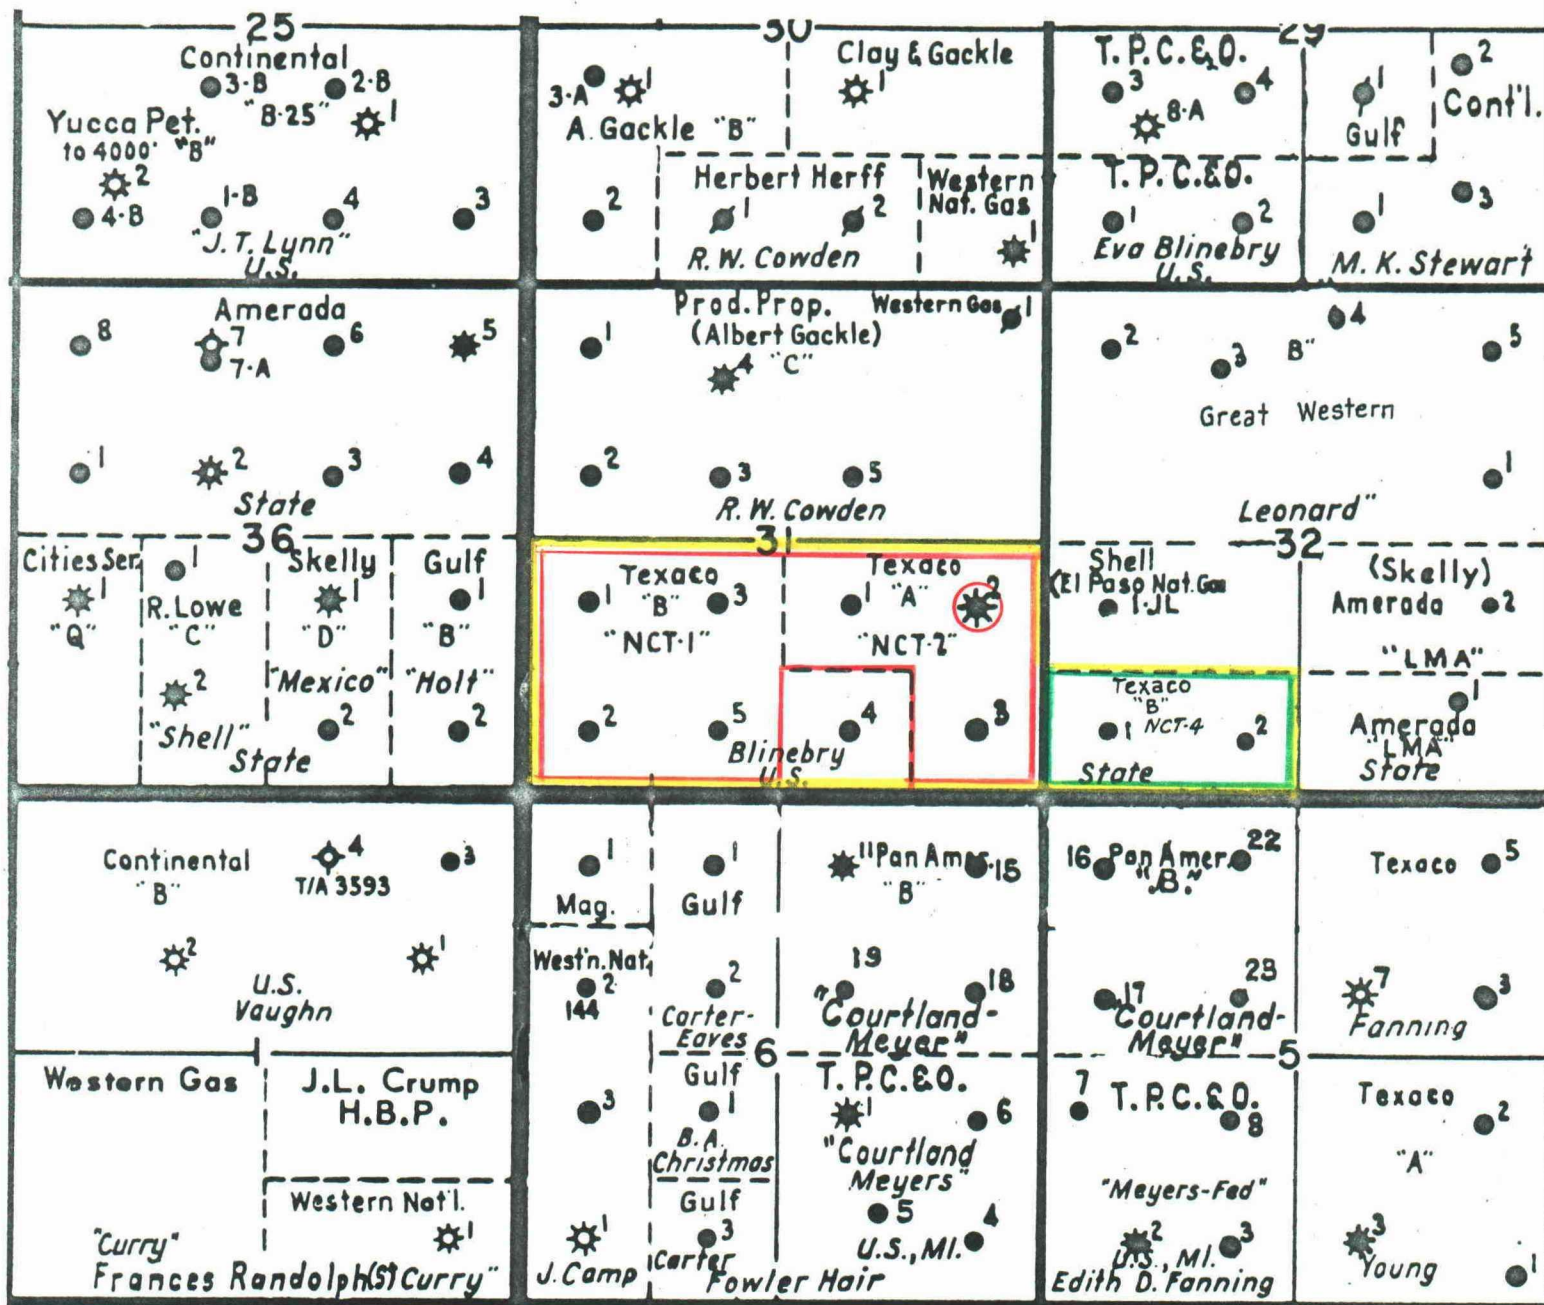 25
Continental
3-B
2-B
"B-25"
1
Yucca Pet.
to 4000' "B"
2
4-B
1-B
4
3
"J.T. Lynn"
U.S.
30
3-A
1
A. Gackle "B"
Clay & Gackle
1
2
Herbert Herff
1
2
R.W. Cowden
Western
Nat. Gas
1
29
T.P.C.&O.
3
4
8-A
T.P.C.&O.
1
2
Eva Blinebry
U.S.
1
Gulf
2
Cont'l.
1
3
M.K. Stewart
Amerada
8
7
7-A
6
5
1
2
3
4
State
36
Prod. Prop.
(Albert Gackle)
"C"
Western Gas
1
1
4
2
3
5
R.W. Cowden
31
2
3
B"
4
5
Great Western
1
Leonard"
32
Cities Ser.
1
"Q"
1
R. Lowe
"C"
2
"Shell"
Skelly
1
"D"
"Mexico"
2
State
Gulf
1
"B"
"Holt"
2
Texaco
"B"
1
3
"NCT-1"
2
5
Texaco
"A"
1
2
"NCT-2"
4
3
Blinebry
U.S.
Shell
(El Paso Nat. Gas
1-JL
Texaco
"B"
1
NCT-4
2
State
(Skelly)
Amerada
2
"LMA"
1
Amerada
"LMA"
State
Continental
"B"
4
T/A 3593
3
2
1
U.S.
Vaughn
1
Mag.
West'n. Nat.
2
144
3
1
J. Camp
1
Gulf
2
Carter-
Eaves
6
Gulf
1
B.A.
Christmas
Gulf
3
Carter
11
Pan Amer.
"B"
15
19
18
"Courtland-
Meyer"
T.P.C.&O.
1
6
"Courtland
Meyers"
5
4
U.S., MI.
Fowler Hair
16
Pan Amer.
"B."
22
17
23
"Courtland-
Meyer"
5
7
T.P.C.&O.
8
"Meyers-Fed"
2
3
U.S., MI.
Edith D. Fanning
Texaco
5
7
3
Fanning
Texaco
2
"A"
3
Young
1
Western Gas
J.L. Crump
H.B.P.
Western Nat'l.
1
"Curry"
Frances Randolph(St Curry"